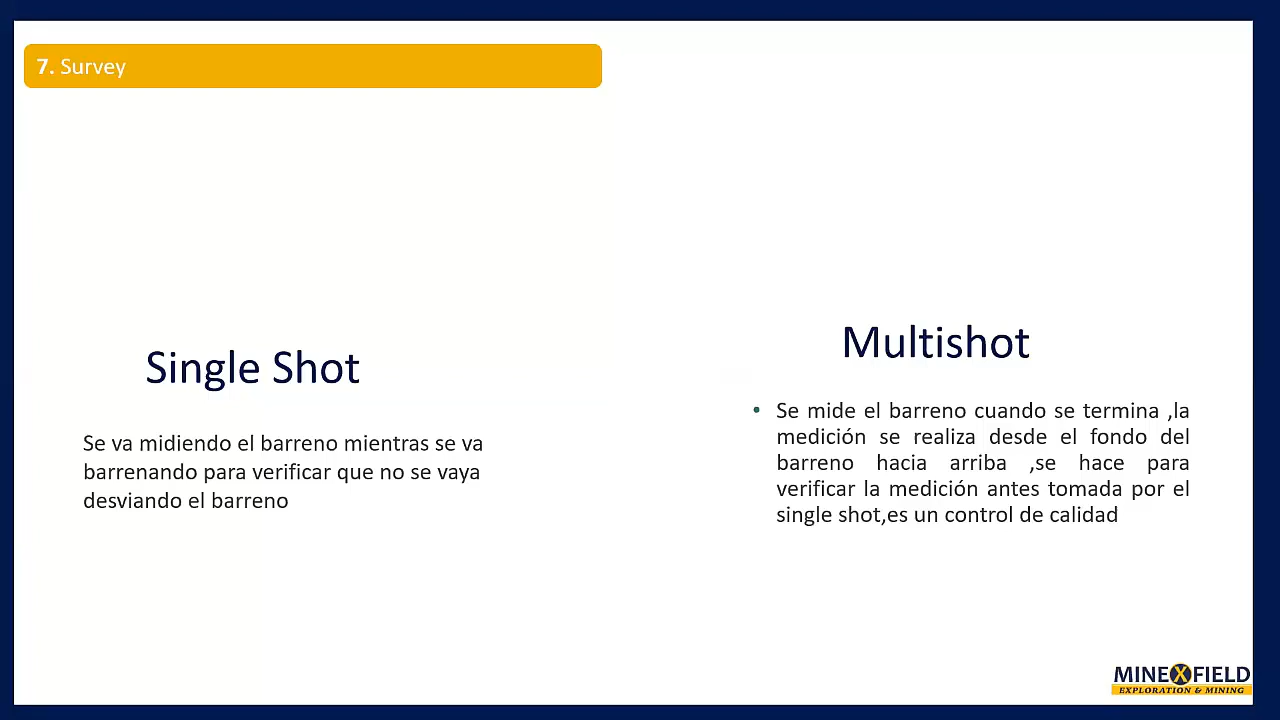 7. Survey
Single Shot
Se va midiendo el barreno mientras se va
barrenando para verificar que no se vaya
desviando el barreno
Multishot
• Se mide el barreno cuando se termina ,la
medición se realiza desde el fondo del
barreno hacia arriba ,se hace para
verificar la medición antes tomada por el
single shot,es un control de calidad
MINEXFIELD
EXPLORATION & MINING